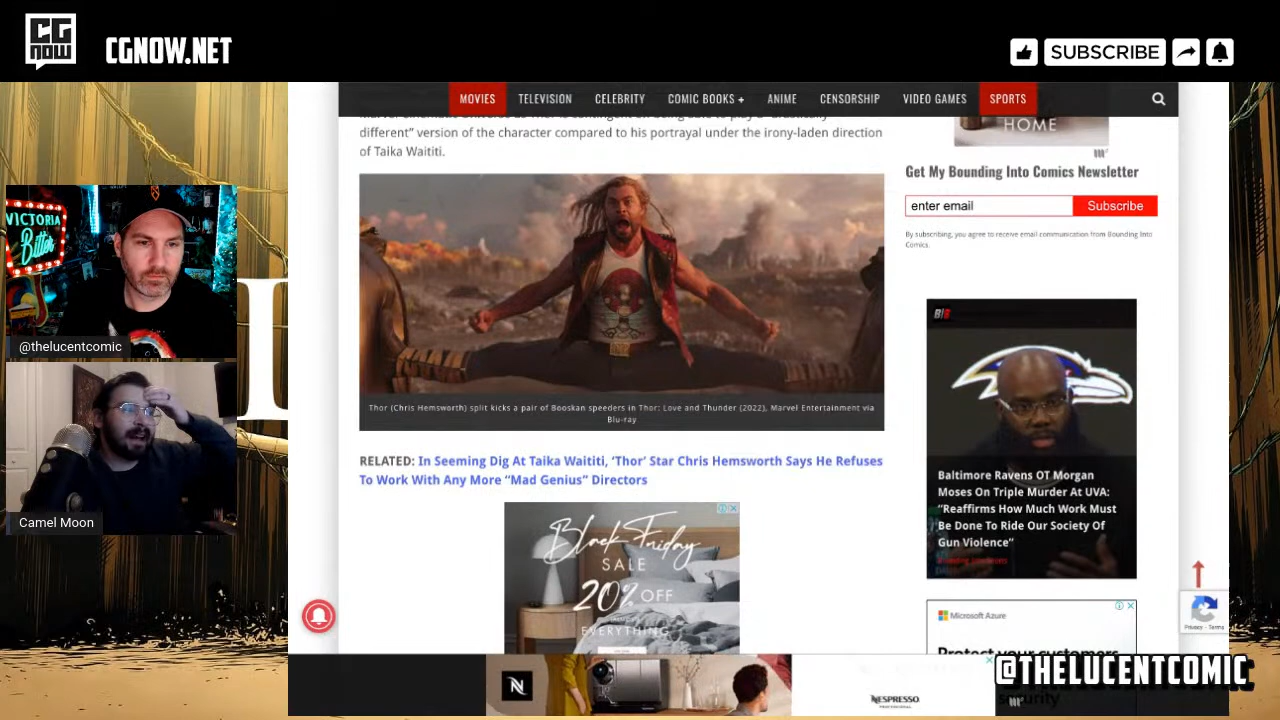 CG NOW
CGNOW.NET
SUBSCRIBE
MOVIES TELEVISION CELEBRITY COMIC BOOKS + ANIME CENSORSHIP VIDEO GAMES SPORTS
different” version of the character compared to his portrayal under the irony-laden direction
of Taika Waititi.
HOME
Get My Bounding Into Comics Newsletter
enter email Subscribe
By subscribing, you agree to receive email communication from Bounding Into
Comics.
VICTORIA
Bitter
@thelucentcomic
Camel Moon
Thor (Chris Hemsworth) split kicks a pair of Booskan speeders in Thor: Love and Thunder (2022), Marvel Entertainment via
Blu-ray
RELATED: In Seeming Dig At Taika Waititi, ‘Thor’ Star Chris Hemsworth Says He Refuses
To Work With Any More “Mad Genius” Directors
Black Friday
SALE
20% OFF
EVERYTHING
Baltimore Ravens OT Morgan
Moses On Triple Murder At UVA:
“Reaffirms How Much Work Must
Be Done To Ride Our Society Of
Gun Violence”
Microsoft Azure
Protect your customers
security
Privacy - Terms
N
NESPRESSO
PROFESSIONAL
@THELUCENTCOMIC